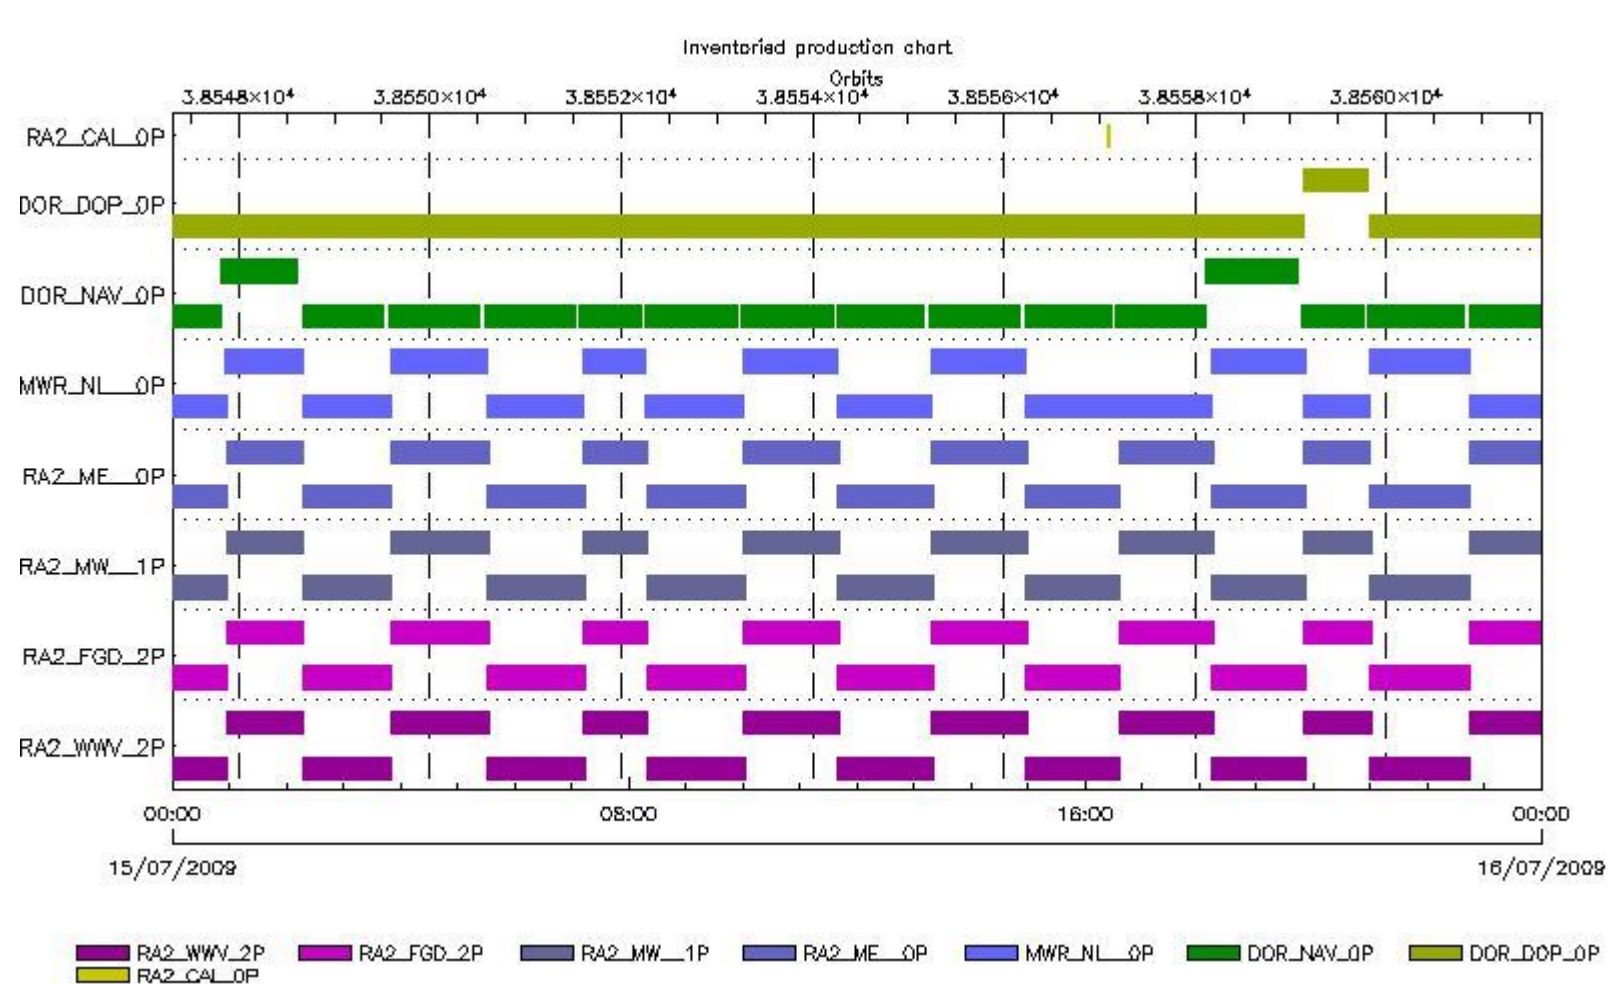 Inventoried production chart
Orbits
3.8548×10⁴ 3.8550×10⁴ 3.8552×10⁴ 3.8554×10⁴ 3.8556×10⁴ 3.8558×10⁴ 3.8560×10⁴
RA2_CAL_0P
DOR_DOP_0P
DOR_NAV_0P
MWR_NL__0P
RA2_ME__0P
RA2_MW__1P
RA2_FGD_2P
RA2_WWV_2P
00:00 08:00 16:00 00:00
15/07/2009 16/07/2009
RA2_WWV_2P RA2_FGD_2P RA2_MW__1P RA2_ME__0P MWR_NL__0P DOR_NAV_0P DOR_DOP_0P
RA2_CAL_0P